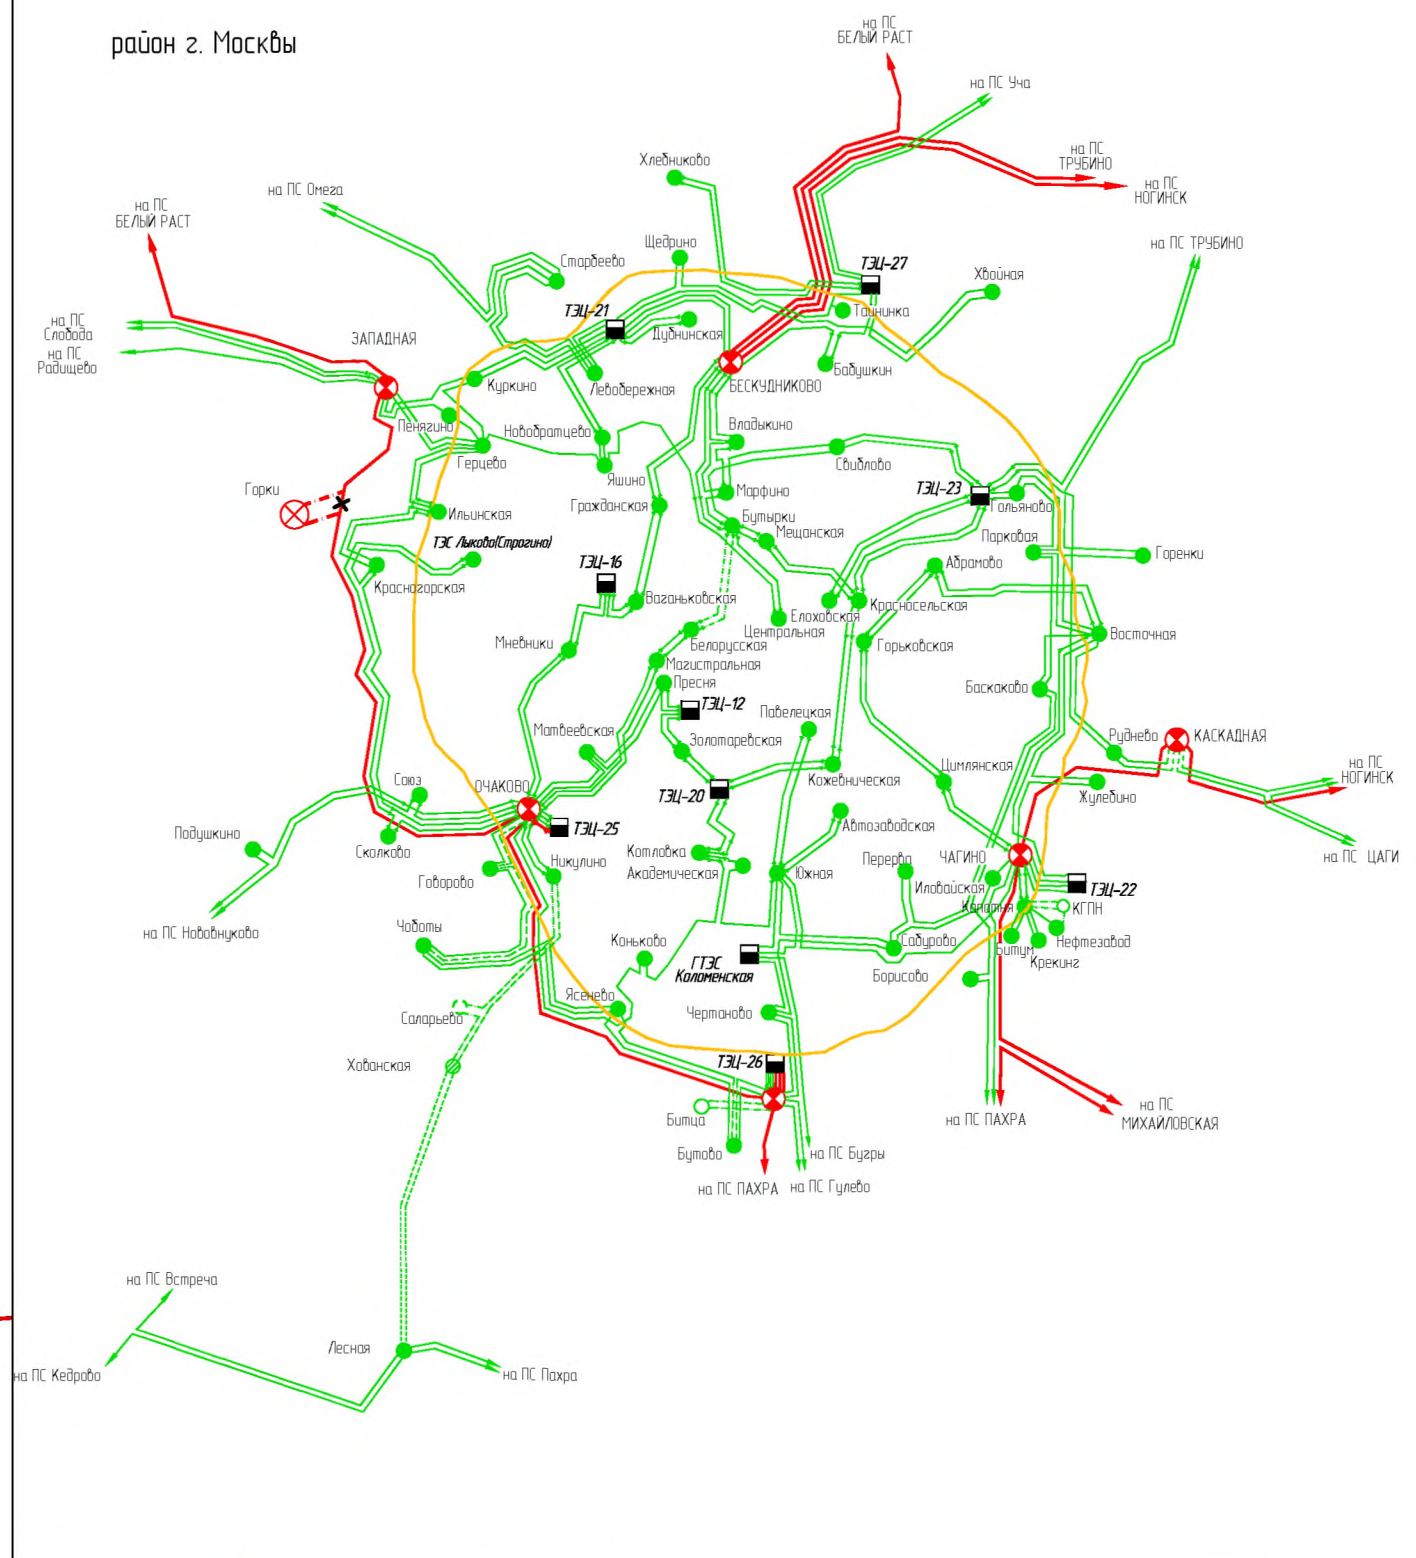 район г. Москвы
на ПС
БЕЛЫЙ РАСТ
на ПС Уча
на ПС
ТРУБИНО
на ПС
НОГИНСК
Хлебниково
на ПС Омега
на ПС
БЕЛЫЙ РАСТ
на ПС ТРУБИНО
Щедрино
Старбеево
ТЭЦ-27
Хвойная
ТЭЦ-21
Тайнинка
на ПС
Слобода
Дубнинская
ЗАПАДНАЯ
на ПС
Радищево
Бабушкин
Куркино
Левобережная
БЕСКУДНИКОВО
Пенягино
Новобратцево
Владыкино
Герцево
Свиблово
Яшино
Горки
Марфино
ТЭЦ-23
Гражданская
Гольяново
Ильинская
Бутырки
Мещанская
Парковая
ТЭС Лыково(Строгино)
Горенки
ТЭЦ-16
Абрамово
Красногорская
Ваганьковская
Елоховская
Красносельская
Центральная
Восточная
Мневники
Белорусская
Горьковская
Магистральная
Пресня
Баскаково
ТЭЦ-12
Павелецкая
Матвеевская
Золотаревская
Руднево
КАСКАДНАЯ
Цимлянская
на ПС
НОГИНСК
Союз
ОЧАКОВО
Кожевническая
ТЭЦ-20
Жулебино
Автозаводская
Подушкино
ТЭЦ-25
Сколково
Котловка
Перерва
ЧАГИНО
на ПС ЦАГИ
Никулино
Академическая
Южная
Говорово
Иловайская
ТЭЦ-22
Капотня
КГПН
на ПС Нововнуково
Чоботы
Коньково
Сабурово
Битум
Нефтезавод
Крекинг
ГТЭС
Коломенская
Борисово
Ясенево
Саларьево
Чертаново
Хованская
ТЭЦ-26
на ПС ПАХРА
на ПС
МИХАЙЛОВСКАЯ
Битца
Бутово
на ПС Бугры
на ПС ПАХРА
на ПС Гулево
на ПС Встреча
Лесная
на ПС Кедрово
на ПС Пахра